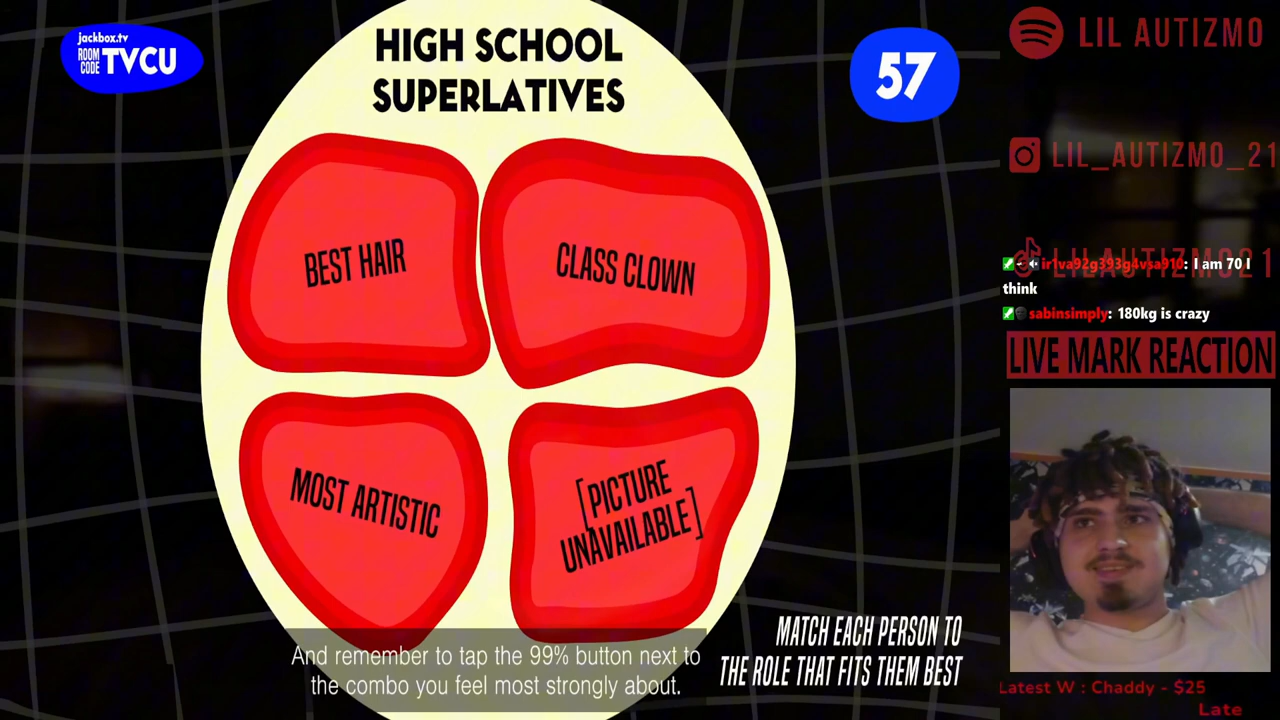 jackbox.tv
ROOM CODE TVCU
HIGH SCHOOL
SUPERLATIVES
57
BEST HAIR
CLASS CLOWN
MOST ARTISTIC
[PICTURE
UNAVAILABLE]
And remember to tap the 99% button next to
the combo you feel most strongly about.
MATCH EACH PERSON TO
THE ROLE THAT FITS THEM BEST
LIL AUTIZMO
LIL_AUTIZMO_21
LILAUTIZMO21
ir1va92g393g4vsa910: I am 70 I
think
sabinsimply: 180kg is crazy
LIVE MARK REACTION
Latest W : Chaddy - $25
Late